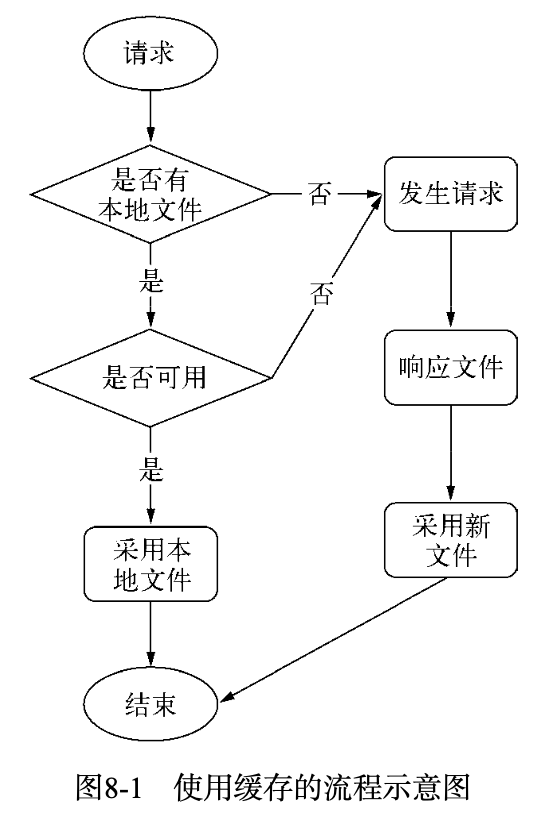 请求
是否有
本地文件
否
发生请求
是
否
响应文件
是否可用
是
采用新
文件
采用本
地文件
结束
图8-1 使用缓存的流程示意图